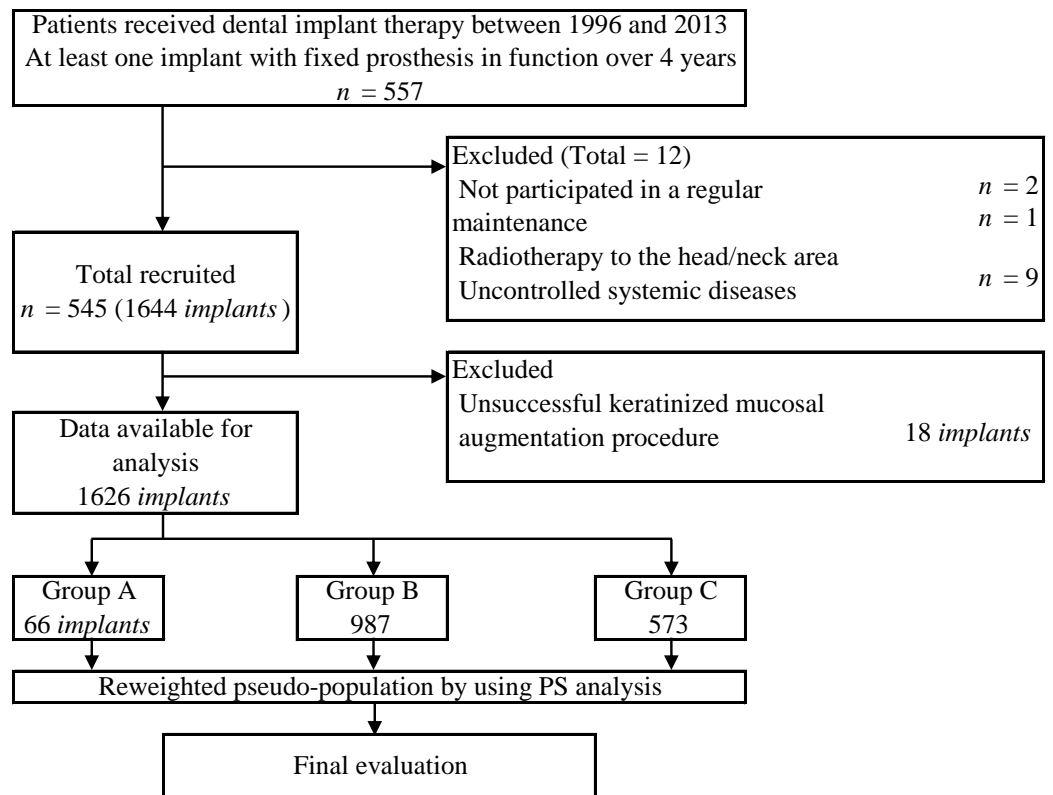 Patients received dental implant therapy between 1996 and 2013
At least one implant with fixed prosthesis in function over 4 years
n = 557
Excluded (Total = 12)
Not participated in a regular n = 2
maintenance n = 1
Radiotherapy to the head/neck area
Uncontrolled systemic diseases n = 9
Total recruited
n = 545 (1644 implants)
Excluded
Unsuccessful keratinized mucosal
augmentation procedure 18 implants
Data available for
analysis
1626 implants
Group A
66 implants
Group B
987
Group C
573
Reweighted pseudo-population by using PS analysis
Final evaluation